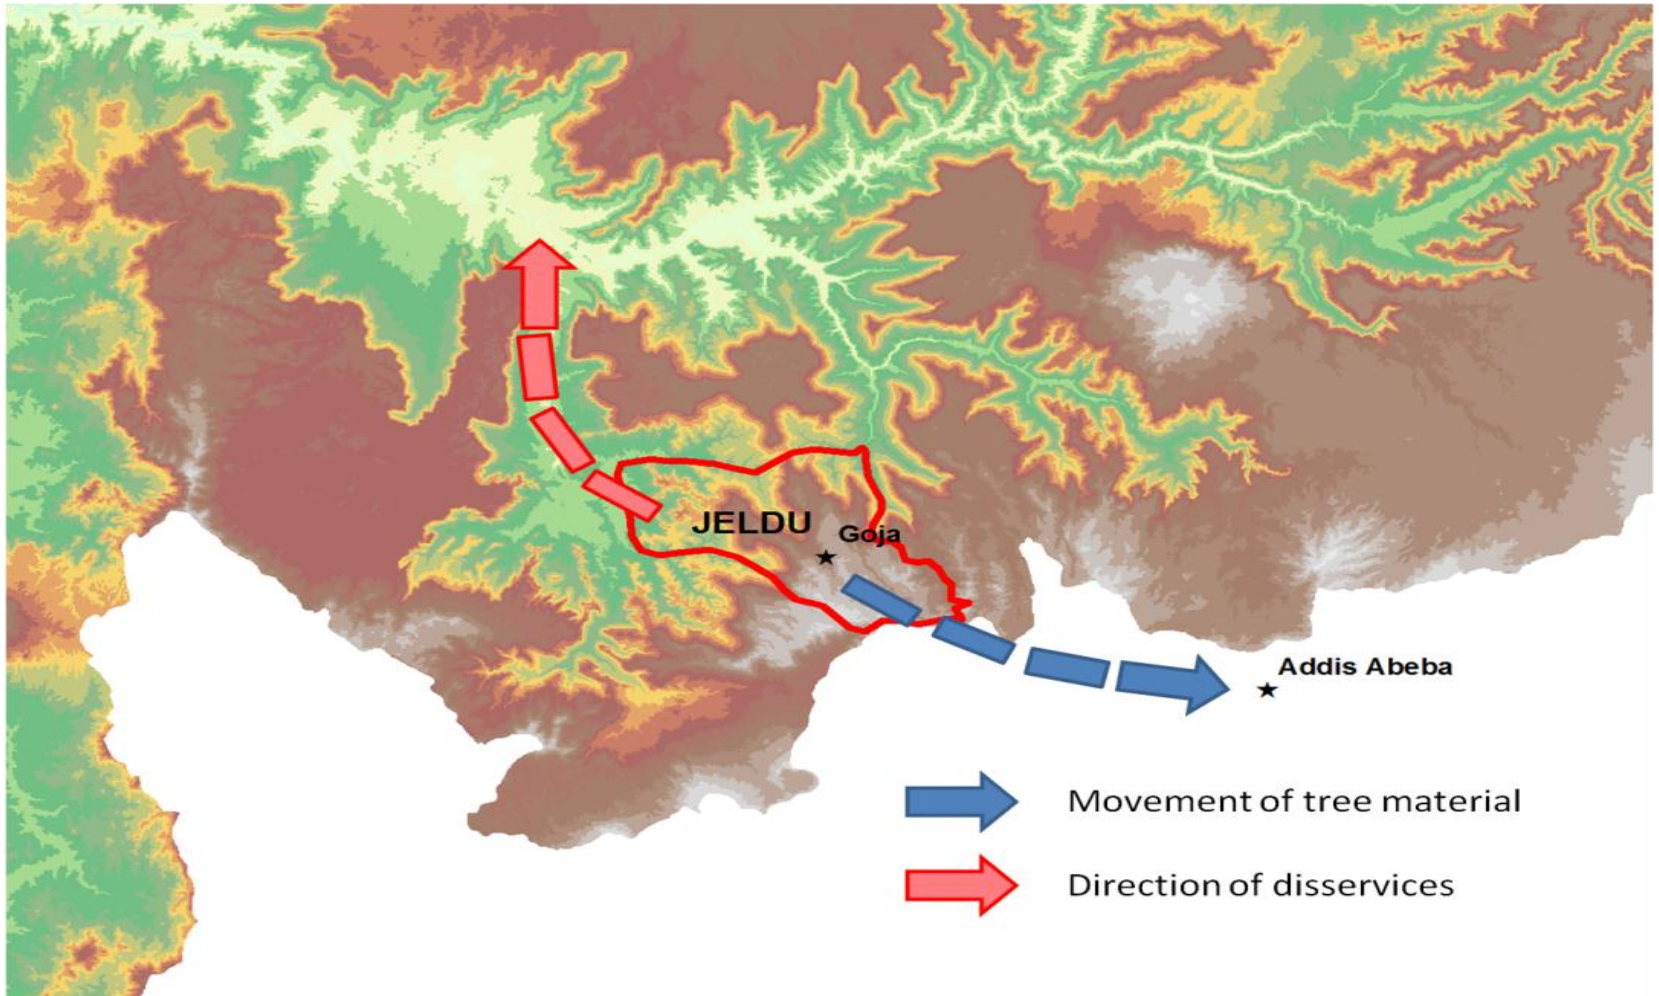 JELDU
Goja
Addis Abeba
Movement of tree material
Direction of disservices